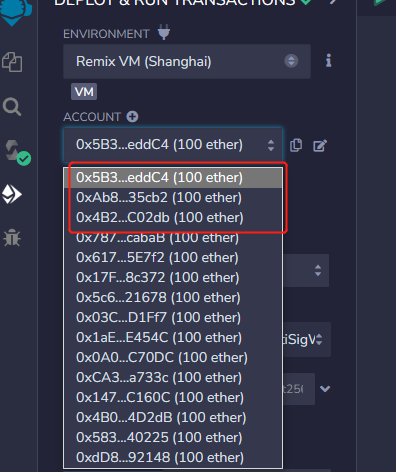 DEPLOY & RUN TRANSACTIONS
ENVIRONMENT
Remix VM (Shanghai)
VM
ACCOUNT
0x5B3...eddC4 (100 ether)
0x5B3...eddC4 (100 ether)
0xAb8...35cb2 (100 ether)
0x4B2...C02db (100 ether)
0x787...cabaB (100 ether)
0x617...5E7f2 (100 ether)
0x17F...8c372 (100 ether)
0x5c6...21678 (100 ether)
0x03C...D1Ff7 (100 ether)
0x1aE...E454C (100 ether)
0x0A0...C70DC (100 ether)
0xCA3...a733c (100 ether)
0x147...C160C (100 ether)
0x4B0...4D2dB (100 ether)
0x583...40225 (100 ether)
0xdD8...92148 (100 ether)